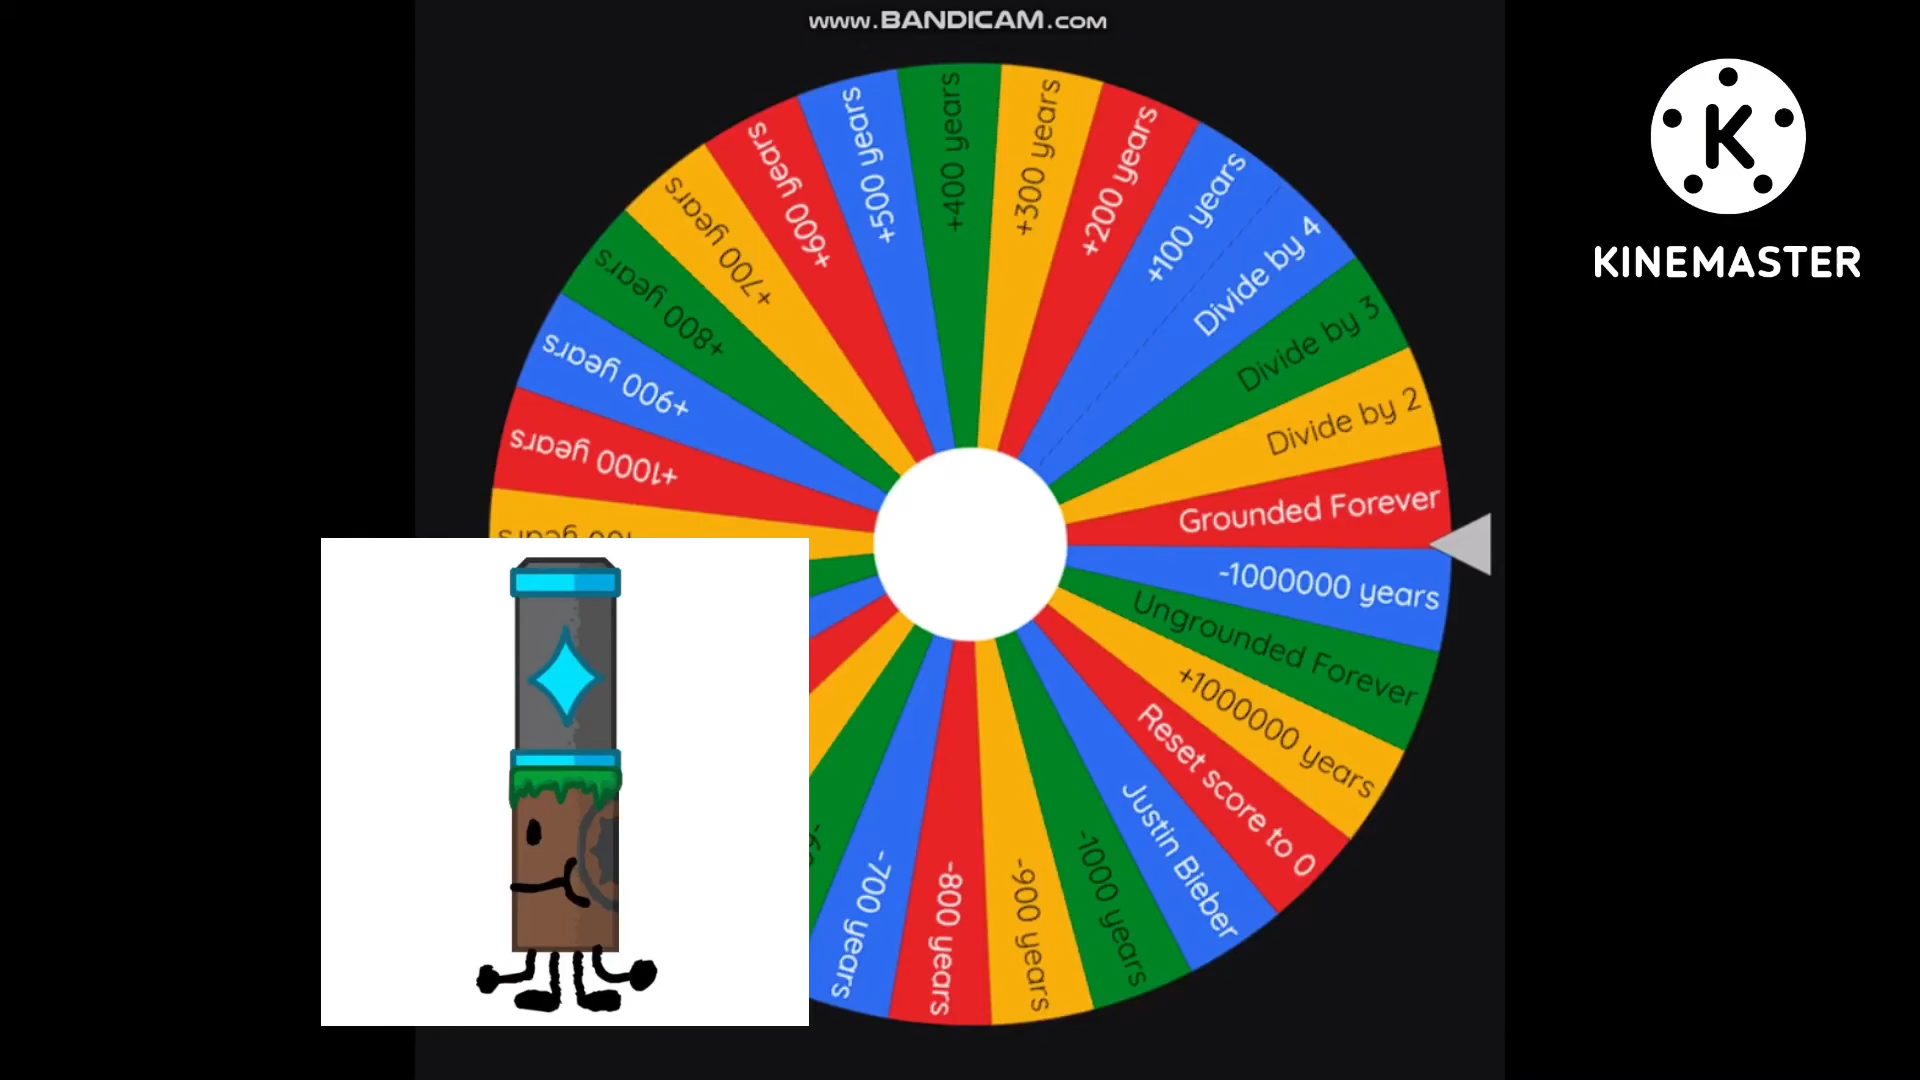 www.BANDICAM.com
K
KINEMASTER
+400 years
+300 years
+200 years
+100 years
Divide by 4
Divide by 3
Divide by 2
Grounded Forever
-1000000 years
Ungrounded Forever
+1000000 years
Reset score to 0
Justin Bieber
-1000 years
-900 years
-800 years
-700 years
+1000 years
+900 years
+800 years
+700 years
+600 years
+500 years